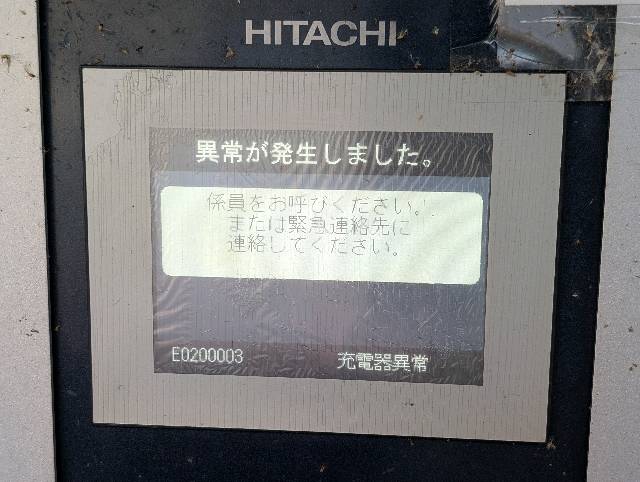 HITACHI
異常が発生しました。
係員をお呼びください。
または緊急連絡先に
連絡してください。
E0200003 充電器異常